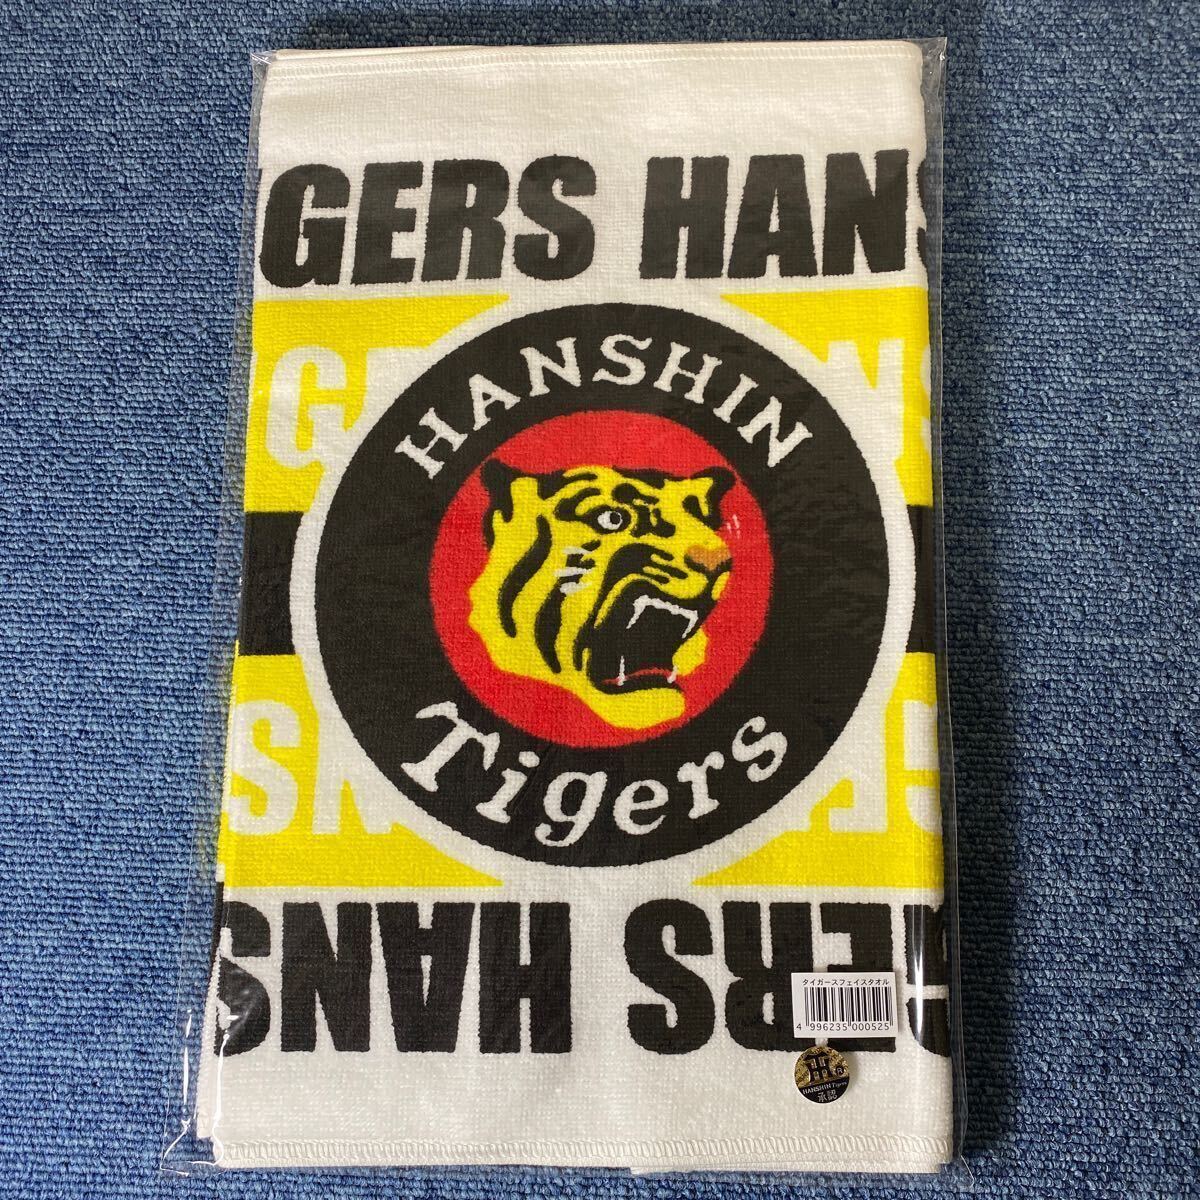 GERS HANS
HANSHIN
Tigers
S HANS
GERS
タイガースフェイスタオル
4 996235 000525
HANSHIN Tigers
承認